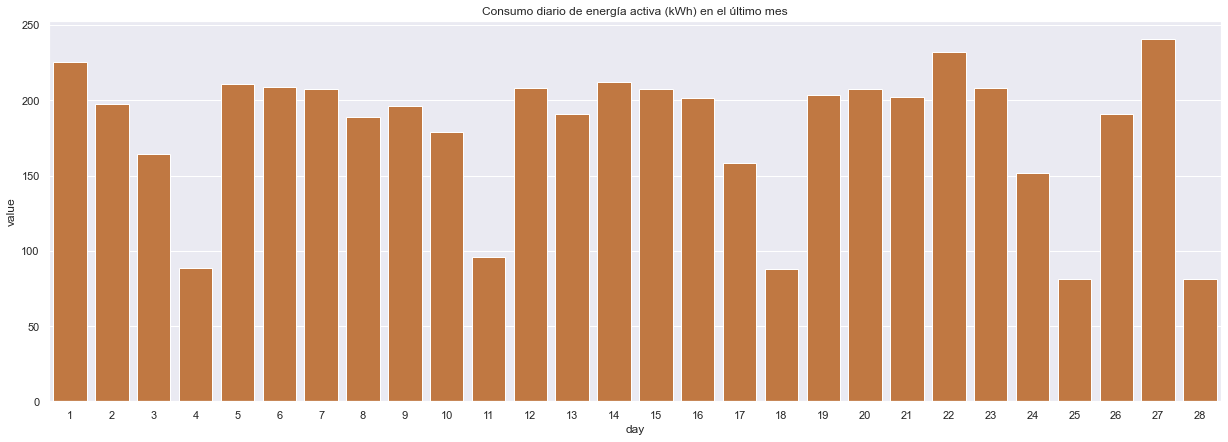 Consumo diario de energía activa (kWh) en el último mes
250
200
150
100
50
0
value
1 2 3 4 5 6 7 8 9 10 11 12 13 14 15 16 17 18 19 20 21 22 23 24 25 26 27 28
day